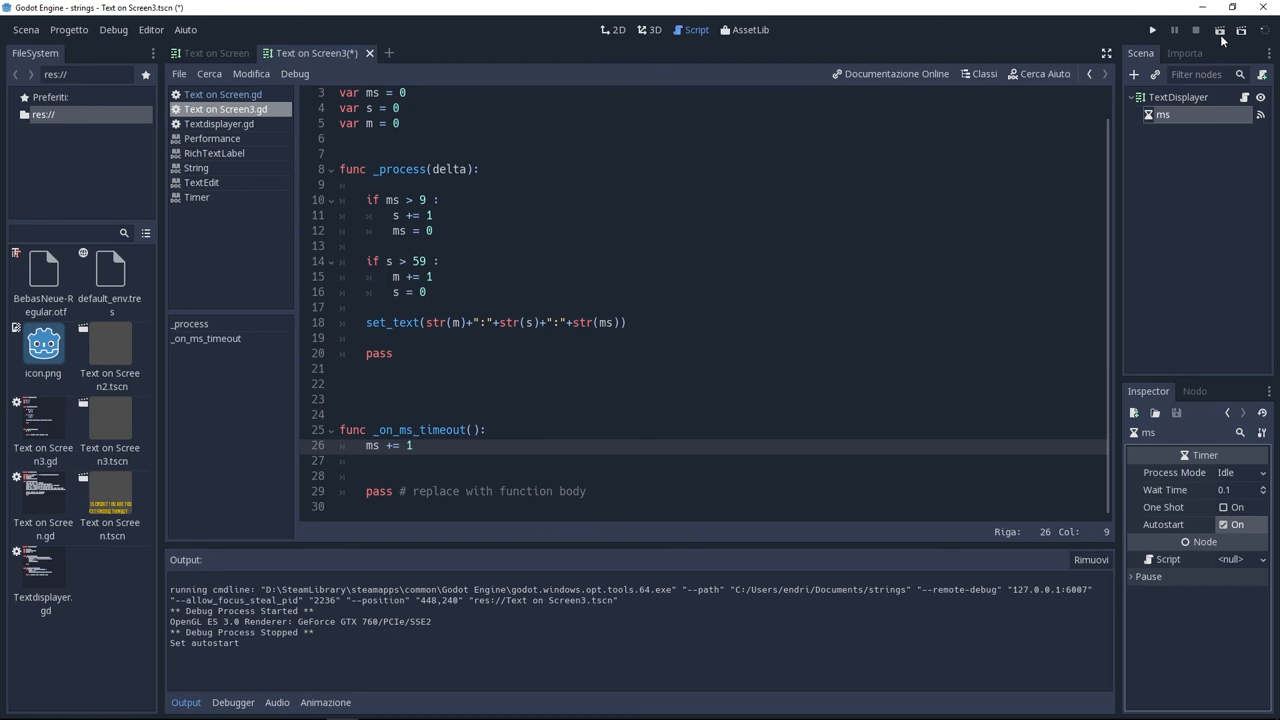 Godot Engine - strings - Text on Screen3.tscn (*)
Scena Progetto Debug Editor Aiuto
2D 3D Script AssetLib
FileSystem
res://
Preferiti:
res://
BebasNeue-R
egular.otf
default_env.tre
s
icon.png
Text on Scree
n2.tscn
Text on Scree
n3.gd
Text on Scree
n3.tscn
Text on Scree
n.gd
Text on Scree
n.tscn
Textdisplayer.
gd
Text on Screen
Text on Screen3(*)
File Cerca Modifica Debug
Documentazione Online Classi Cerca Aiuto
Text on Screen.gd
Text on Screen3.gd
Textdisplayer.gd
Performance
RichTextLabel
String
TextEdit
Timer
_process
_on_ms_timeout
3 var ms = 0
4 var s = 0
5 var m = 0
6
7
8 func _process(delta):
9
10 if ms > 9 :
11 s += 1
12 ms = 0
13
14 if s > 59 :
15 m += 1
16 s = 0
17
18 set_text(str(m)+":"+str(s)+":"+str(ms))
19
20 pass
21
22
23
24
25 func _on_ms_timeout():
26 ms += 1
27
28
29 pass # replace with function body
30
Riga: 26 Col: 9
Output: Rimuovi
running cmdline: "D:\SteamLibrary\steamapps\common\Godot Engine\godot.windows.opt.tools.64.exe" "--path" "C:/Users/endri/Documents/strings" "--remote-debug" "127.0.0.1:6007"
"--allow_focus_steal_pid" "2236" "--position" "448,240" "res://Text on Screen3.tscn"
** Debug Process Started **
OpenGL ES 3.0 Renderer: GeForce GTX 760/PCIe/SSE2
** Debug Process Stopped **
Set autostart
Output Debugger Audio Animazione
Scena Importa
Filter nodes
TextDisplayer
ms
Inspector Nodo
ms
Timer
Process Mode Idle
Wait Time 0.1
One Shot On
Autostart On
Node
Script <null>
Pause